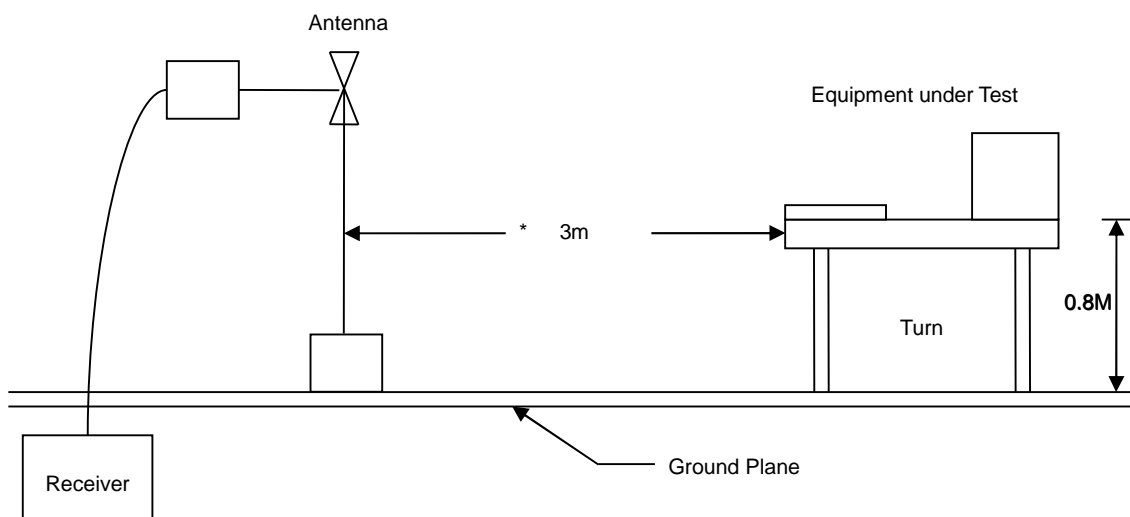 Antenna
Equipment under Test
* 3m
0.8M
Turn
Ground Plane
Receiver